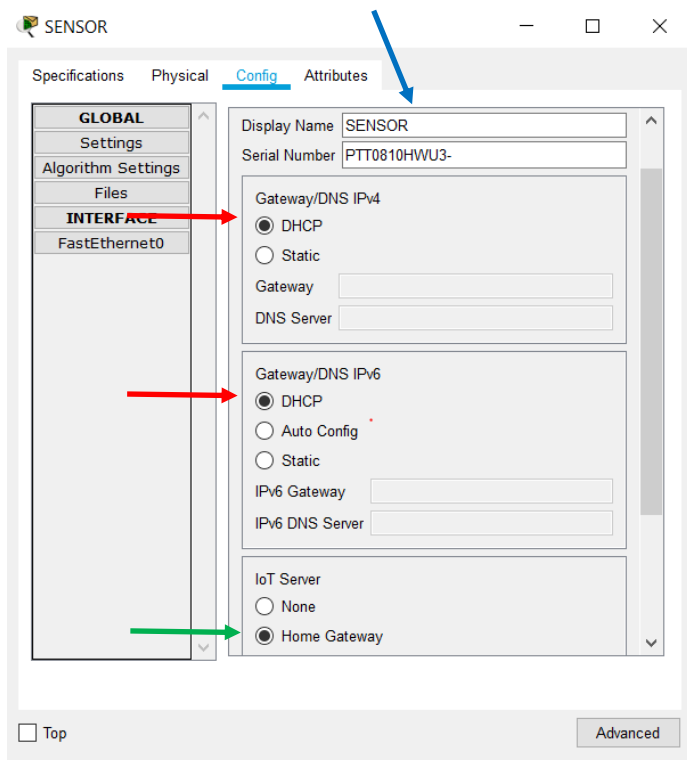 SENSOR
Specifications Physical Config Attributes
GLOBAL
Settings
Algorithm Settings
Files
INTERFACE
FastEthernet0
Display Name SENSOR
Serial Number PTT0810HWU3-
Gateway/DNS IPv4
DHCP
Static
Gateway
DNS Server
Gateway/DNS IPv6
DHCP
Auto Config
Static
IPv6 Gateway
IPv6 DNS Server
IoT Server
None
Home Gateway
Top Advanced